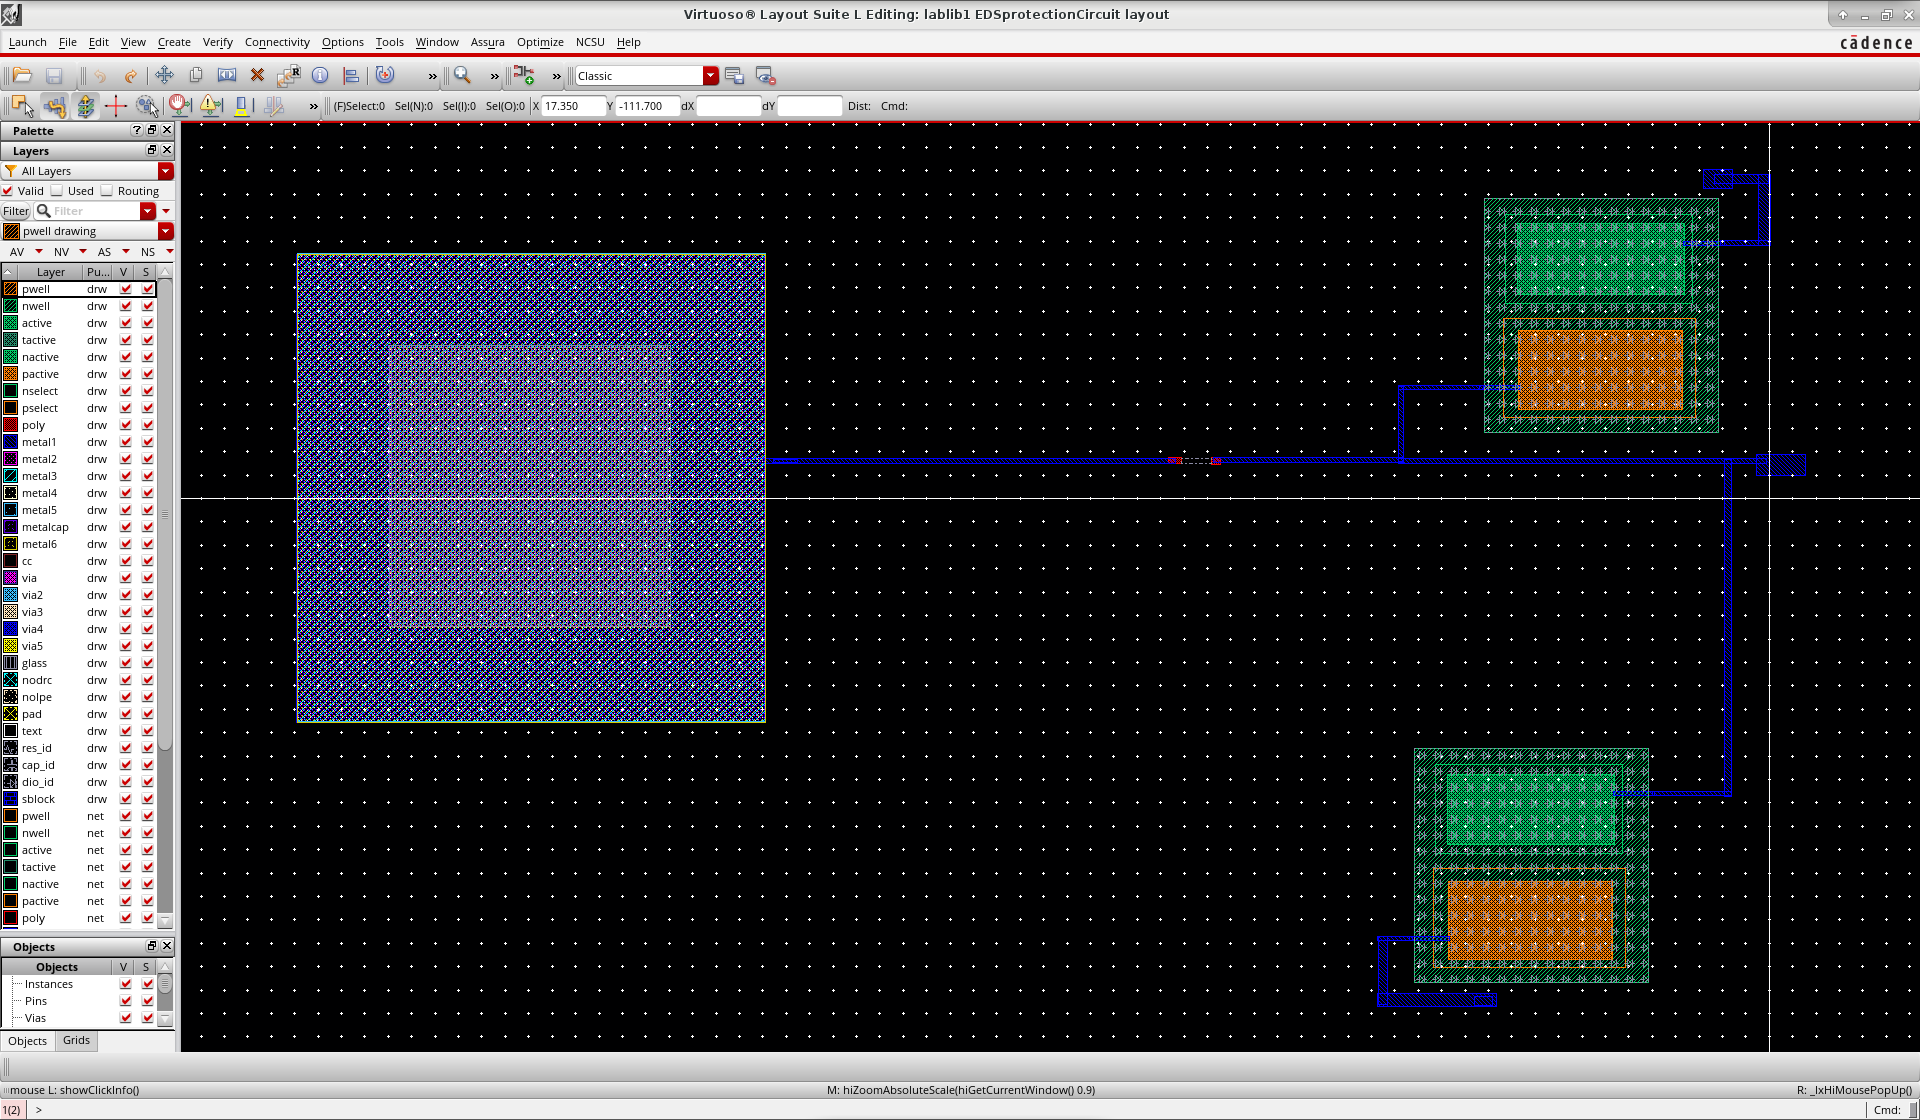 Virtuoso® Layout Suite L Editing: lablib1 EDSprotectionCircuit layout
Launch File Edit View Create Verify Connectivity Options Tools Window Assura Optimize NCSU Help
cādence
» » » Classic
» (F)Select:0 Sel(N):0 Sel(I):0 Sel(O):0 X 17.350 Y -111.700 dX dY Dist: Cmd:
Palette ?
Layers
All Layers
Valid Used Routing
Filter Filter
pwell drawing
AV NV AS NS
Layer Pu... V S
pwell drw
nwell drw
active drw
tactive drw
nactive drw
pactive drw
nselect drw
pselect drw
poly drw
metal1 drw
metal2 drw
metal3 drw
metal4 drw
metal5 drw
metalcap drw
metal6 drw
cc drw
via drw
via2 drw
via3 drw
via4 drw
via5 drw
glass drw
nodrc drw
nolpe drw
pad drw
text drw
res_id drw
cap_id drw
dio_id drw
sblock drw
pwell net
nwell net
active net
tactive net
nactive net
pactive net
poly net
Objects
Objects V S
Instances
Pins
Vias
Objects Grids
mouse L: showClickInfo() M: hiZoomAbsoluteScale(hiGetCurrentWindow() 0.9) R: _lxHiMousePopUp()
1(2) > Cmd: